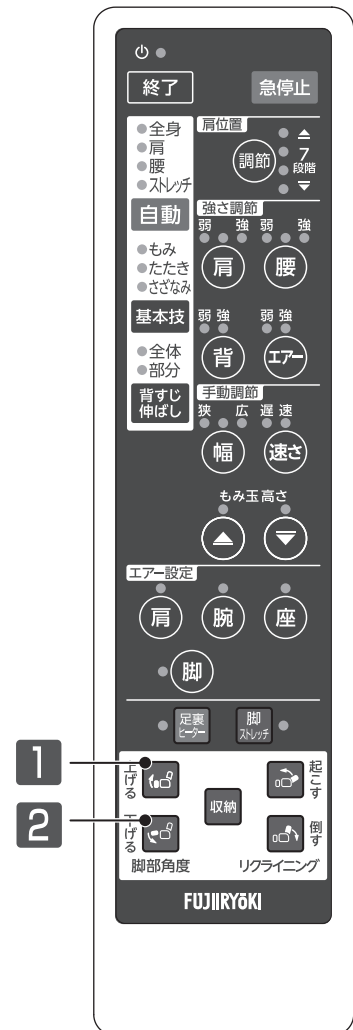 終了
急停止
全身
肩
腰
ストレッチ
自動
もみ
たたき
さざなみ
基本技
全体
部分
背すじ
伸ばし
肩位置
調節
7
段階
強さ調節
弱 強 弱 強
肩 腰
弱 強 弱 強
背 エアー
手動調節
狭 広 遅 速
幅 速さ
もみ玉高さ
エアー設定
肩 腕 座
脚
足裏
ヒーター
脚
ストレッチ
1
上げる
2
下げる
収納
起こす
倒す
脚部角度 リクライニング
FUJIIRYOKI